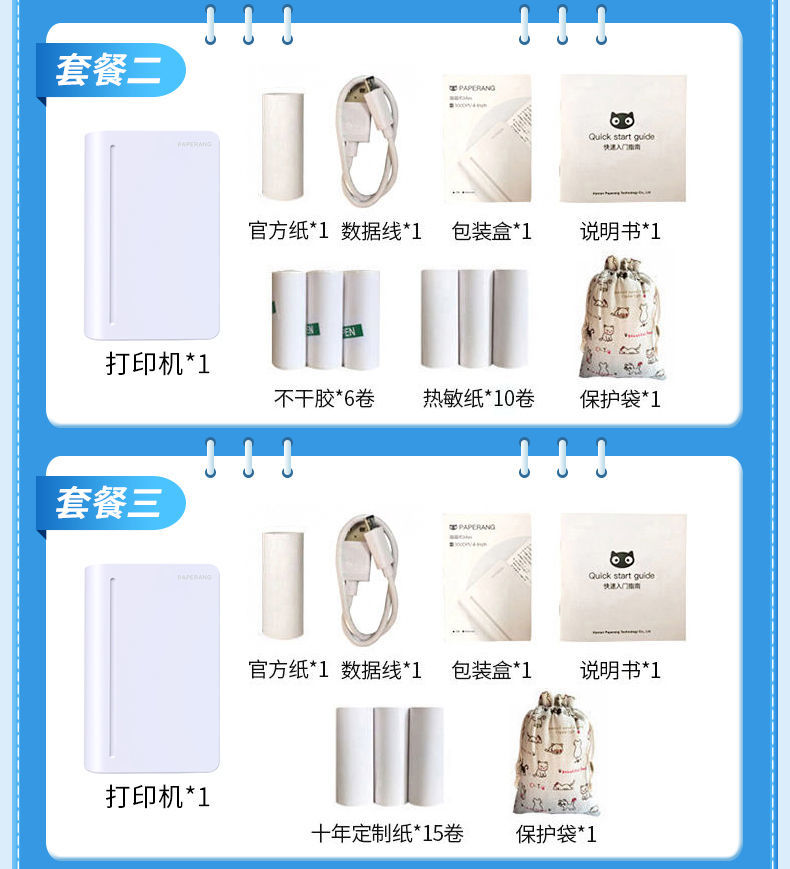 套餐二
PAPERANG
PAPERANG
Quick start guide
快速入门指南
官方纸*1
数据线*1
包装盒*1
说明书*1
打印机*1
EN
PEN
不干胶*6卷
热敏纸*10卷
保护袋*1
套餐三
PAPERANG
PAPERANG
Quick start guide
快速入门指南
官方纸*1
数据线*1
包装盒*1
说明书*1
打印机*1
十年定制纸*15卷
保护袋*1